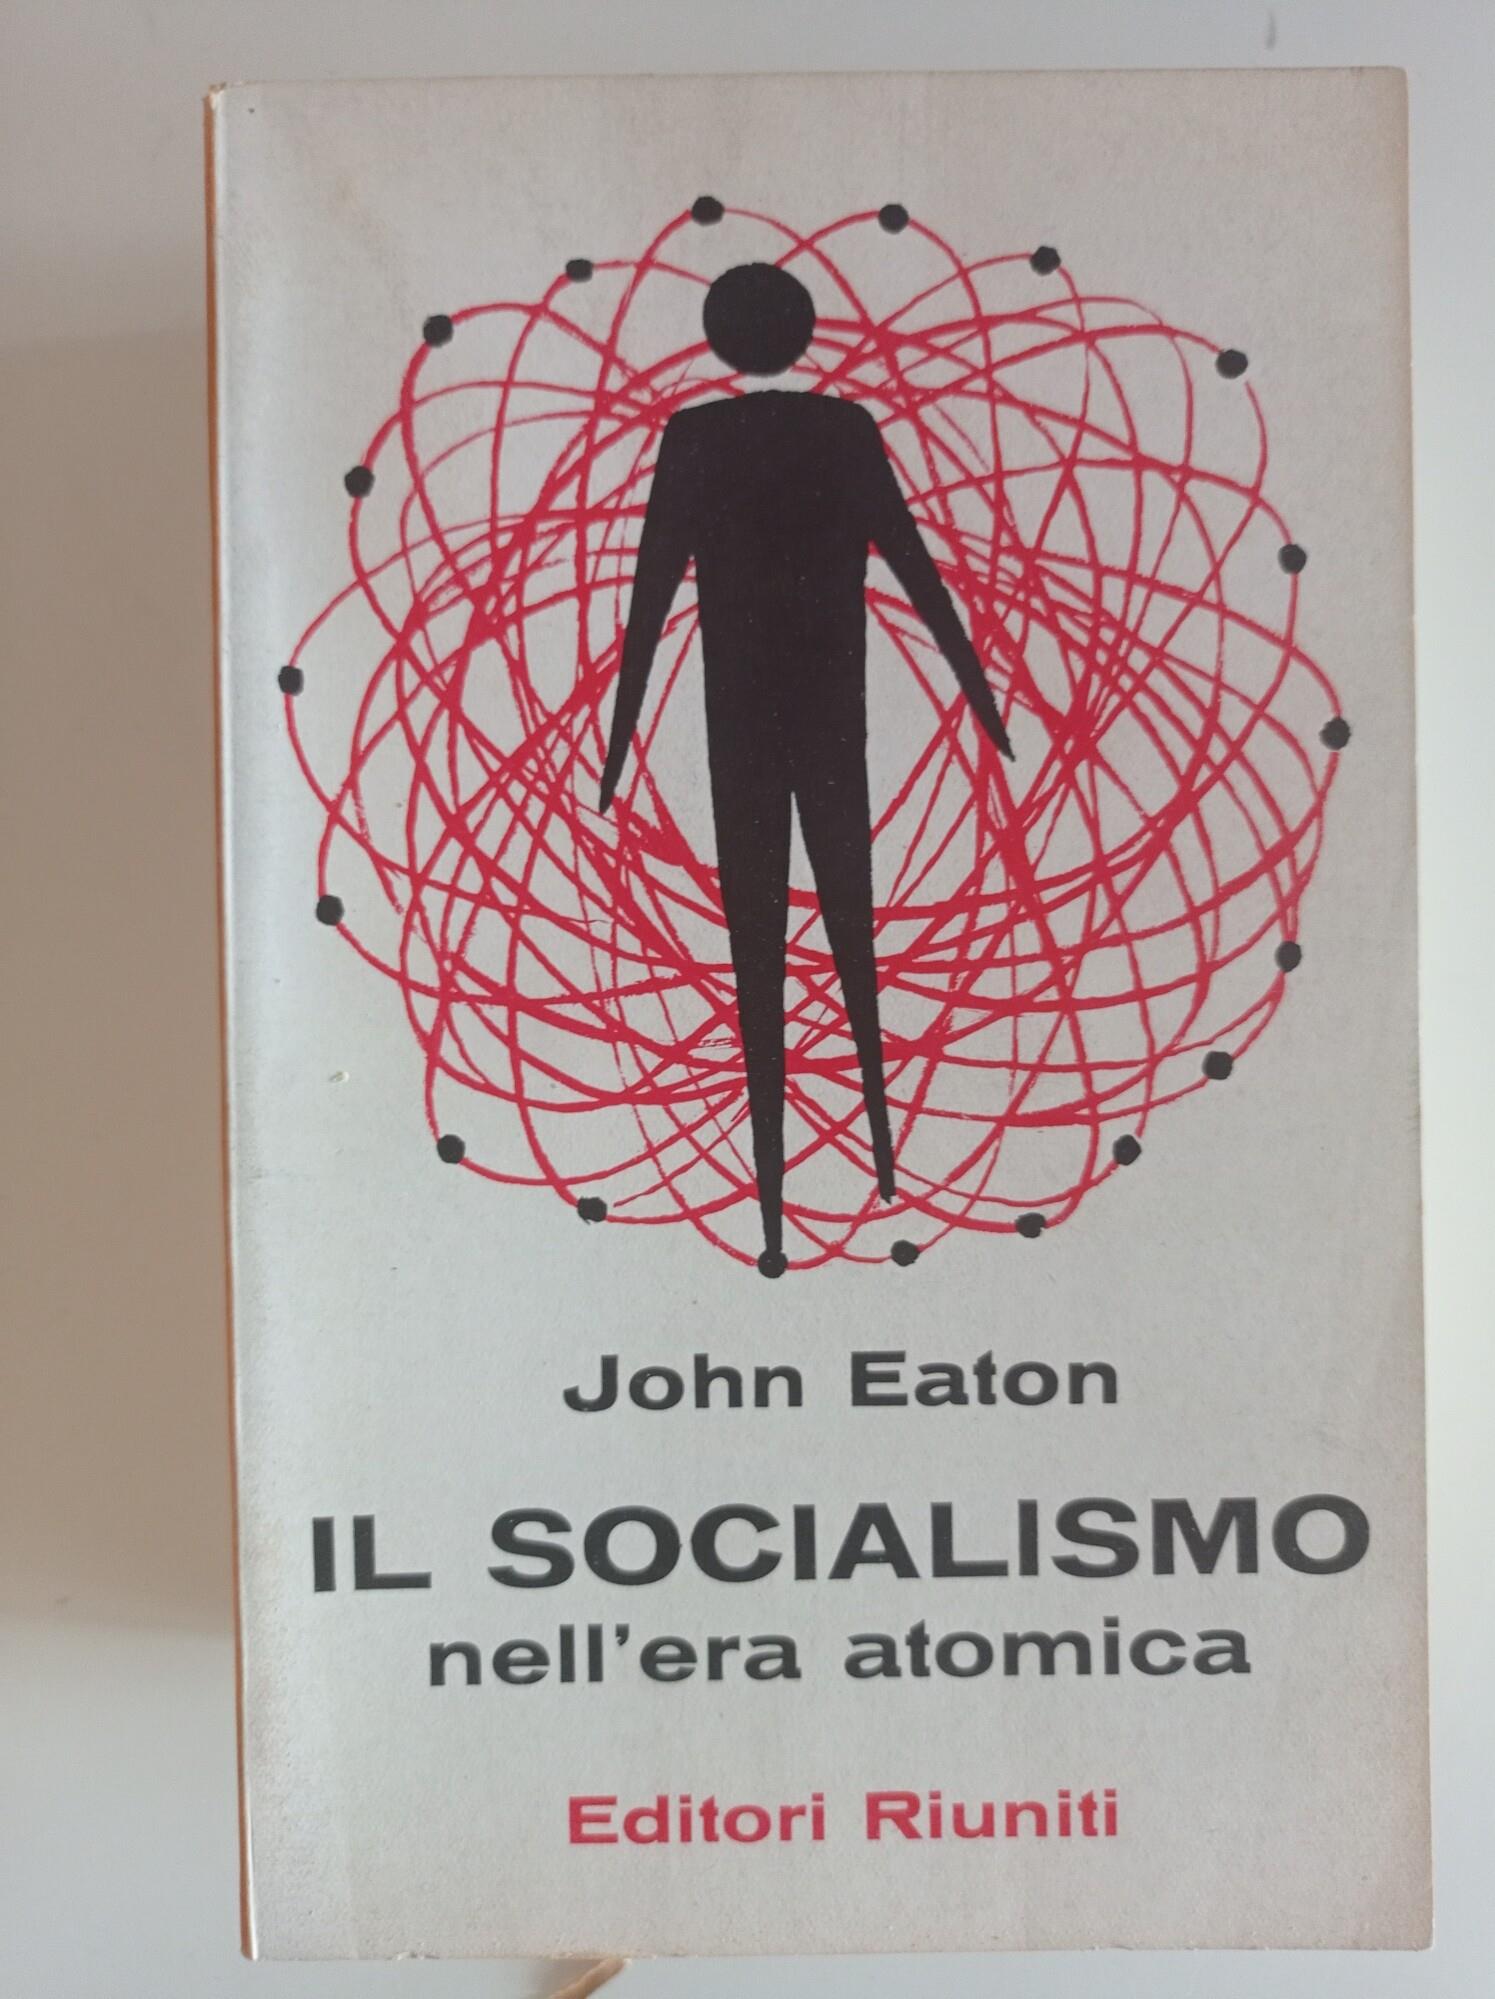 John Eaton
IL SOCIALISMO
nell'era atomica
Editori Riuniti